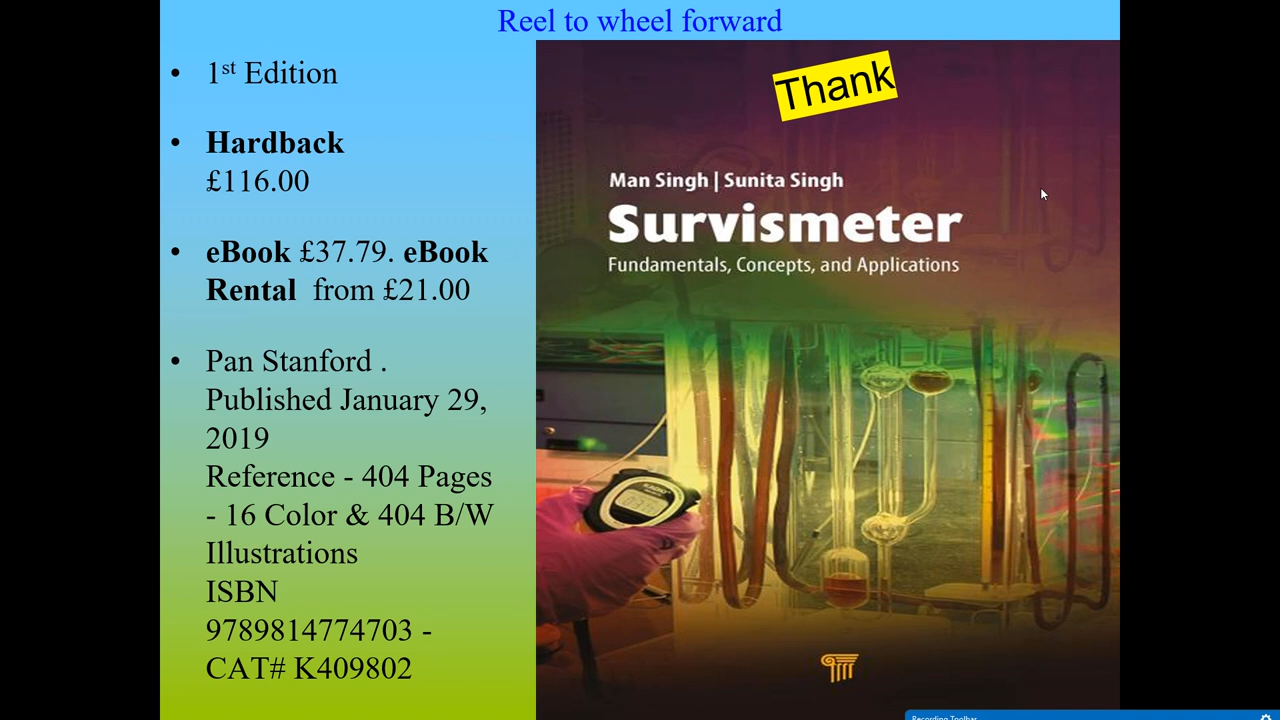 Reel to wheel forward
• 1st Edition
• Hardback
£116.00
• eBook £37.79. eBook
Rental from £21.00
• Pan Stanford .
Published January 29,
2019
Reference - 404 Pages
- 16 Color & 404 B/W
Illustrations
ISBN
9789814774703 -
CAT# K409802
Thank
Man Singh | Sunita Singh
Survismeter
Fundamentals, Concepts, and Applications
Recording Toolbar